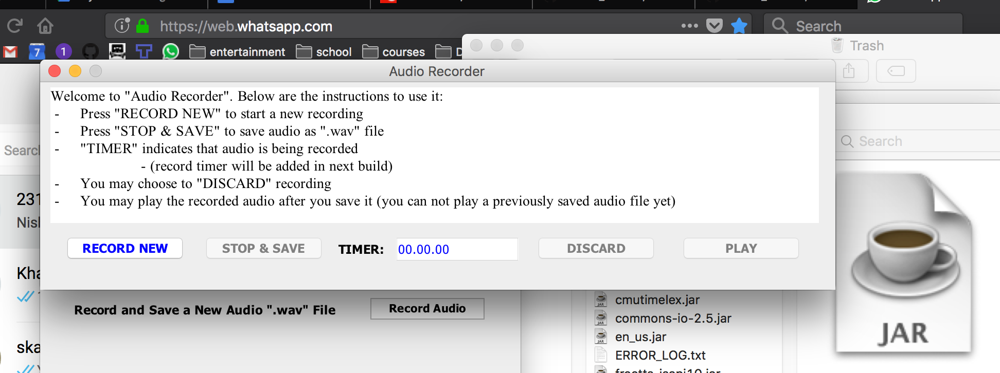 https://web.whatsapp.com
Search
7
1
entertainment
school
courses
Trash
Audio Recorder
Welcome to "Audio Recorder". Below are the instructions to use it:
- Press "RECORD NEW" to start a new recording
- Press "STOP & SAVE" to save audio as ".wav" file
- "TIMER" indicates that audio is being recorded
- (record timer will be added in next build)
- You may choose to "DISCARD" recording
- You may play the recorded audio after you save it (you can not play a previously saved audio file yet)
RECORD NEW
STOP & SAVE
TIMER:
00.00.00
DISCARD
PLAY
Search
Search
231
Nish
Kha
ska
Record and Save a New Audio ".wav" File
Record Audio
cmutimelex.jar
commons-io-2.5.jar
en_us.jar
ERROR_LOG.txt
JAR